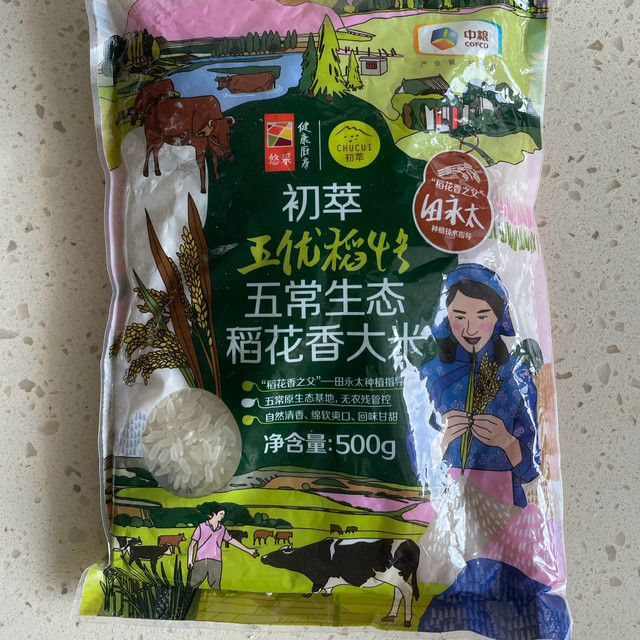 中粮
COFCO
悠采
健康厨房
CHUCUI
初萃
"稻花香之父"
田永太
种植技术指导
初萃
五优稻4号
五常生态
稻花香大米
"稻花香之父"——田永太种植指导
五常原生态基地，无农残管控
自然清香、绵软爽口、回味甘甜
净含量:500g